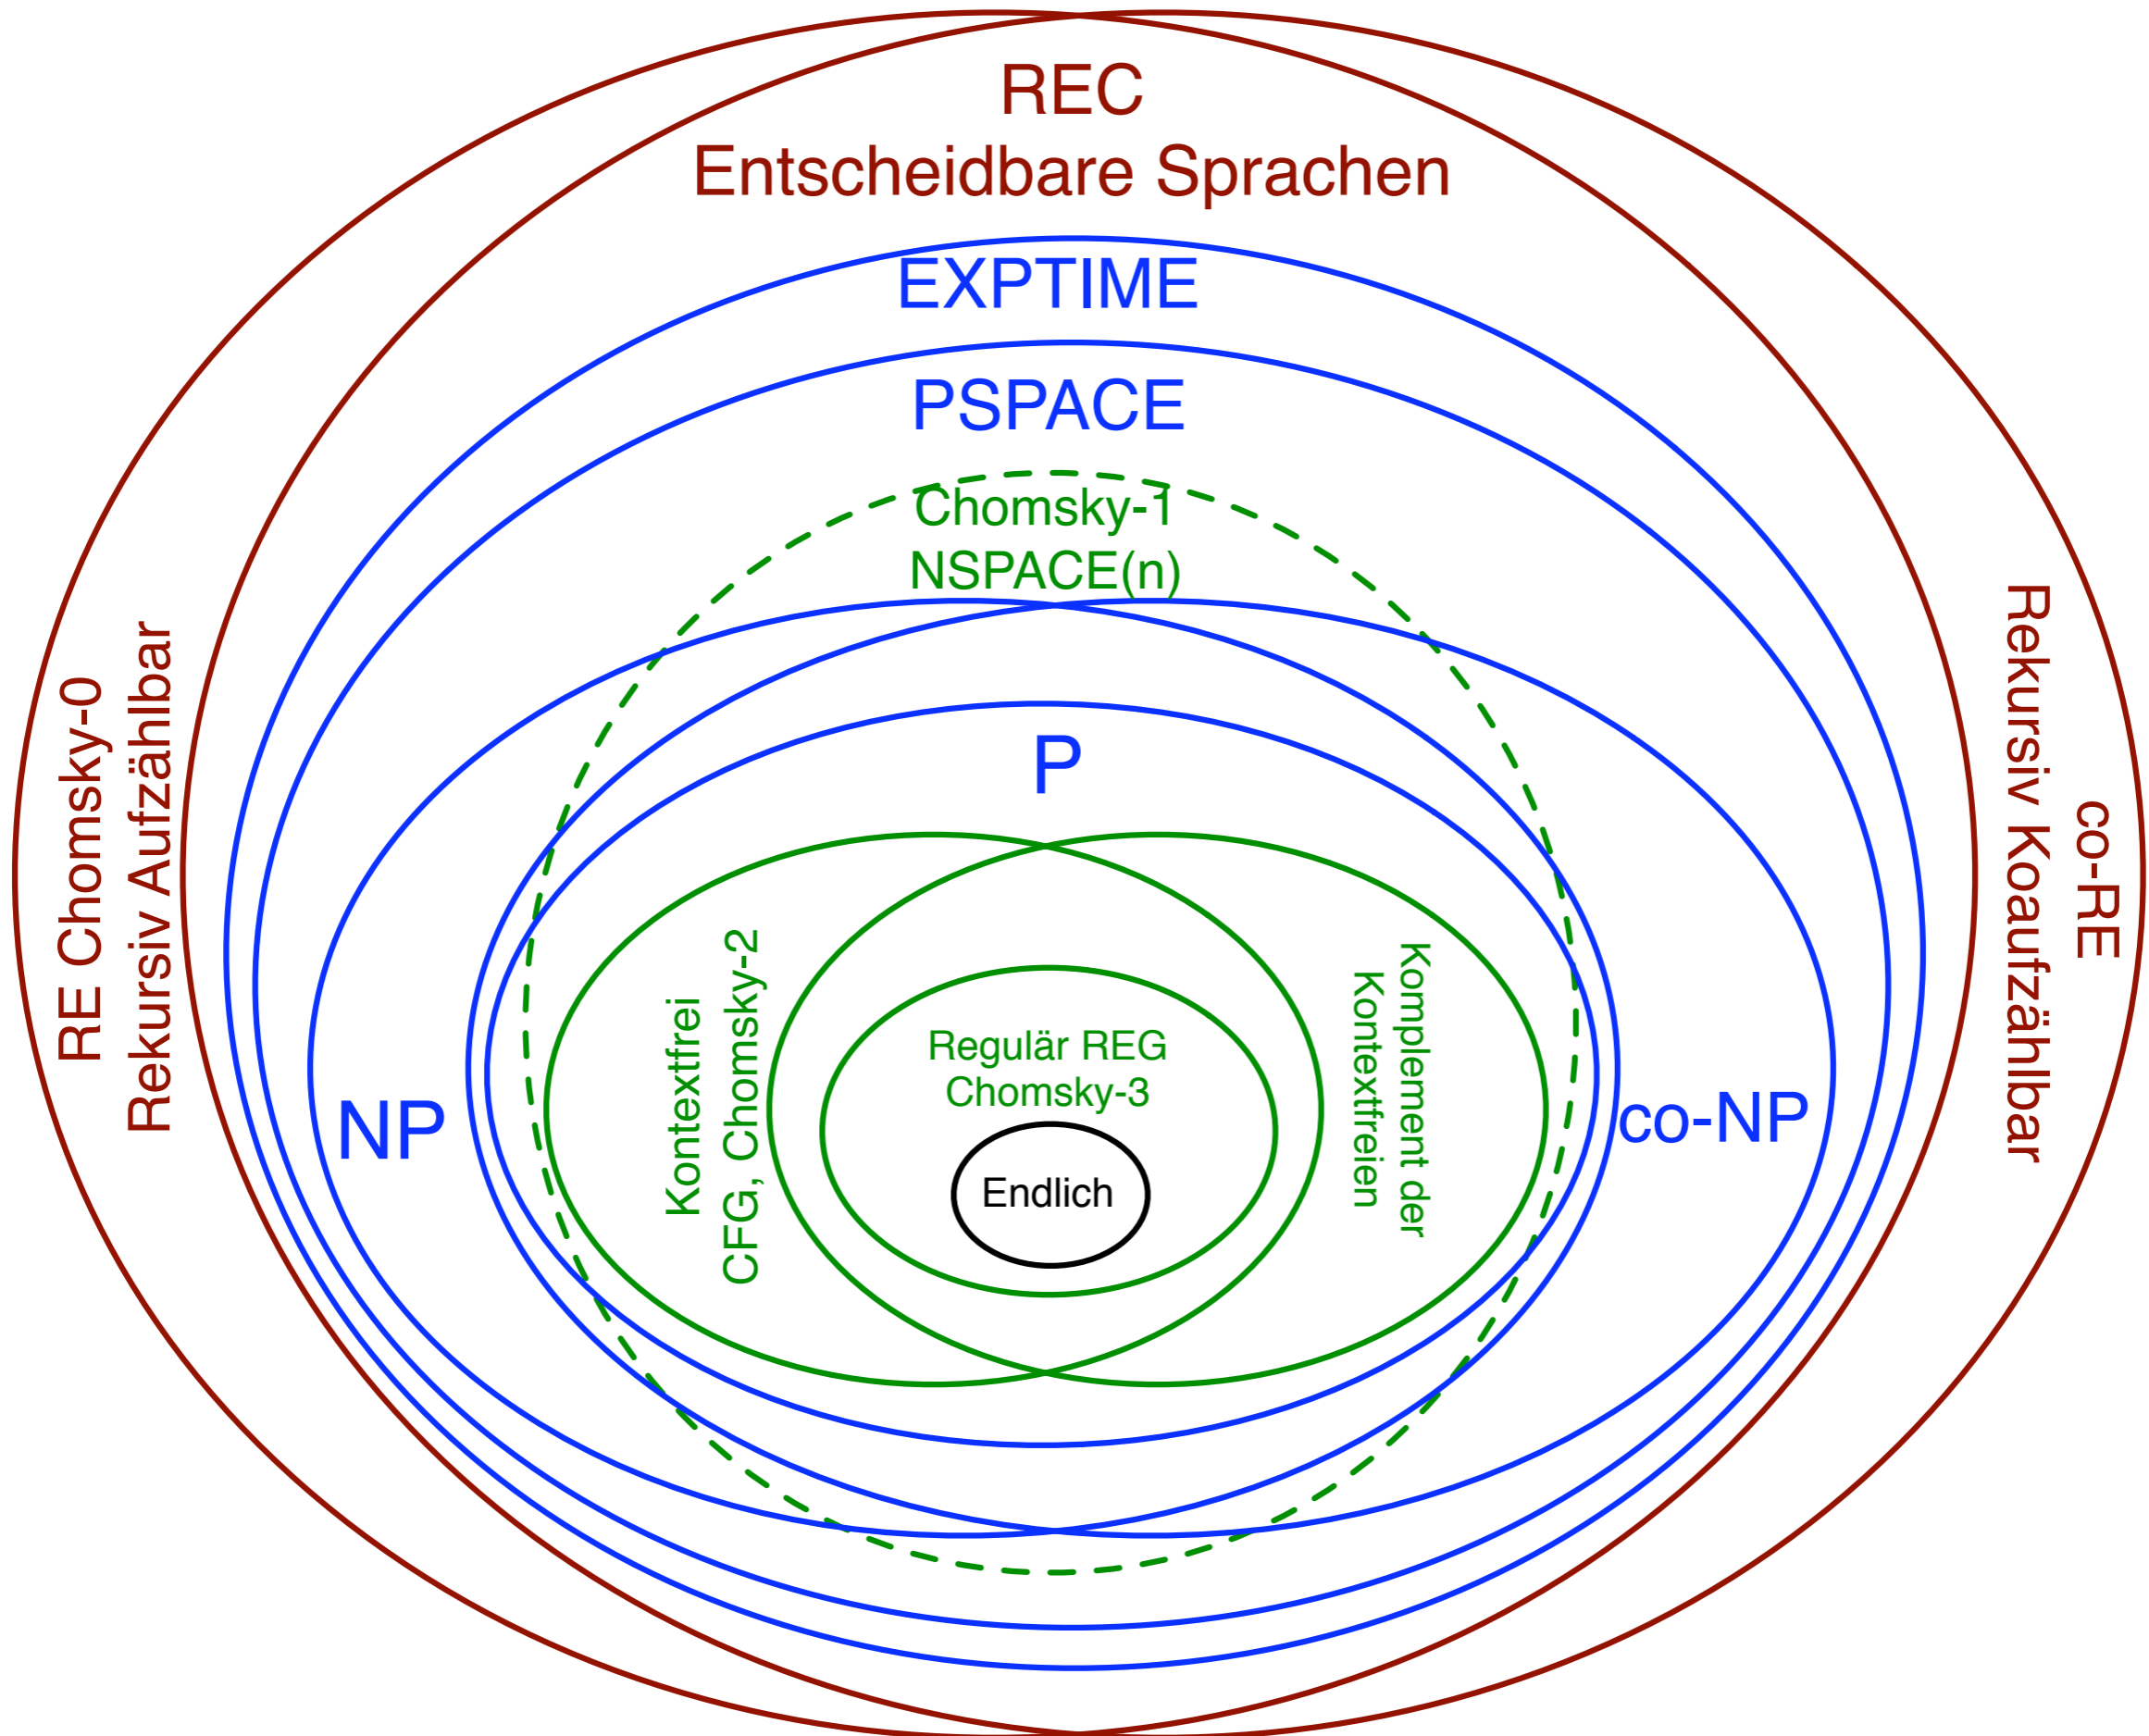 REC
Entscheidbare Sprachen
EXPTIME
PSPACE
Chomsky-1
NSPACE(n)
P
RE Chomsky-0
Rekursiv Aufzählbar
NP
Kontextfrei
CFG, Chomsky-2
Regulär REG
Chomsky-3
Endlich
Komplement der
Kontextfreien
co-NP
co-RE
Rekursiv Koaufzählbar